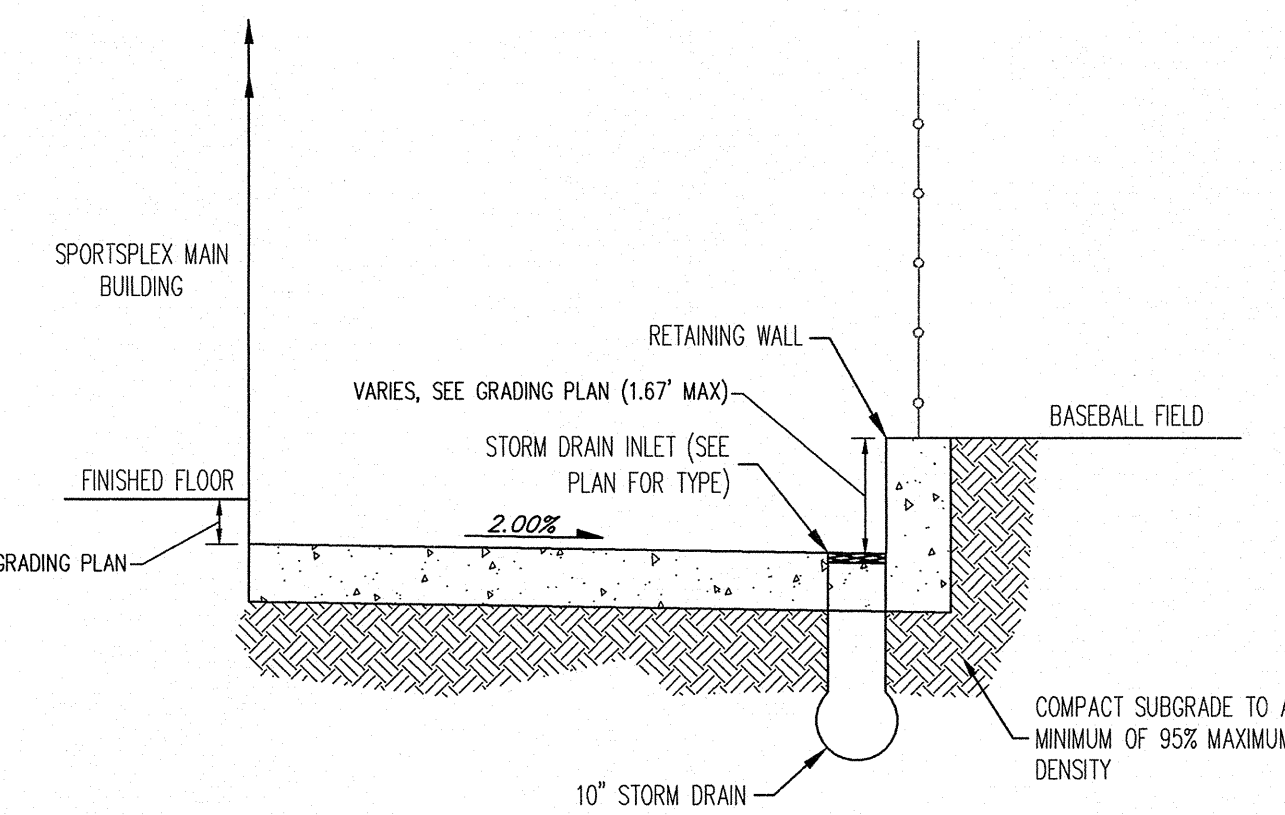 SPORTSPLEX MAIN
BUILDING
RETAINING WALL
VARIES, SEE GRADING PLAN (1.67' MAX)
BASEBALL FIELD
STORM DRAIN INLET (SEE
PLAN FOR TYPE)
FINISHED FLOOR
2.00%
GRADING PLAN
COMPACT SUBGRADE TO A
MINIMUM OF 95% MAXIMUM
DENSITY
10" STORM DRAIN